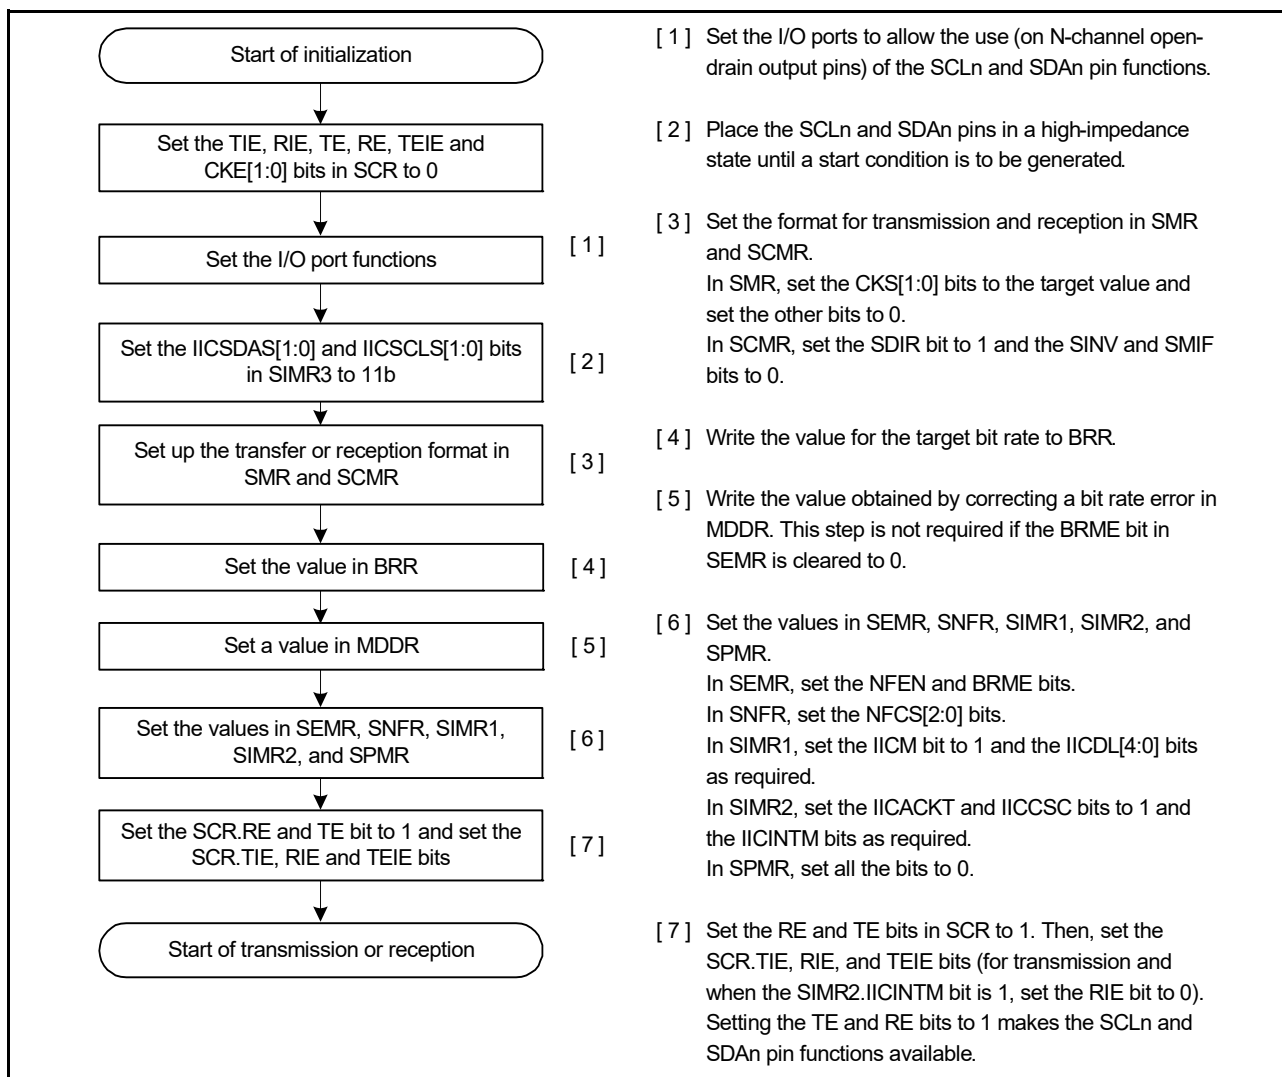 Start of initialization
Set the TIE, RIE, TE, RE, TEIE and
CKE[1:0] bits in SCR to 0
Set the I/O port functions
[ 1 ]
Set the IICSDAS[1:0] and IICSCLS[1:0] bits
in SIMR3 to 11b
[ 2 ]
Set up the transfer or reception format in
SMR and SCMR
[ 3 ]
Set the value in BRR
[ 4 ]
Set a value in MDDR
[ 5 ]
Set the values in SEMR, SNFR, SIMR1,
SIMR2, and SPMR
[ 6 ]
Set the SCR.RE and TE bit to 1 and set the
SCR.TIE, RIE and TEIE bits
[ 7 ]
Start of transmission or reception
[ 1 ] Set the I/O ports to allow the use (on N-channel open-
drain output pins) of the SCLn and SDAn pin functions.
[ 2 ] Place the SCLn and SDAn pins in a high-impedance
state until a start condition is to be generated.
[ 3 ] Set the format for transmission and reception in SMR
and SCMR.
In SMR, set the CKS[1:0] bits to the target value and
set the other bits to 0.
In SCMR, set the SDIR bit to 1 and the SINV and SMIF
bits to 0.
[ 4 ] Write the value for the target bit rate to BRR.
[ 5 ] Write the value obtained by correcting a bit rate error in
MDDR. This step is not required if the BRME bit in
SEMR is cleared to 0.
[ 6 ] Set the values in SEMR, SNFR, SIMR1, SIMR2, and
SPMR.
In SEMR, set the NFEN and BRME bits.
In SNFR, set the NFCS[2:0] bits.
In SIMR1, set the IICM bit to 1 and the IICDL[4:0] bits
as required.
In SIMR2, set the IICACKT and IICCSC bits to 1 and
the IICINTM bits as required.
In SPMR, set all the bits to 0.
[ 7 ] Set the RE and TE bits in SCR to 1. Then, set the
SCR.TIE, RIE, and TEIE bits (for transmission and
when the SIMR2.IICINTM bit is 1, set the RIE bit to 0).
Setting the TE and RE bits to 1 makes the SCLn and
SDAn pin functions available.